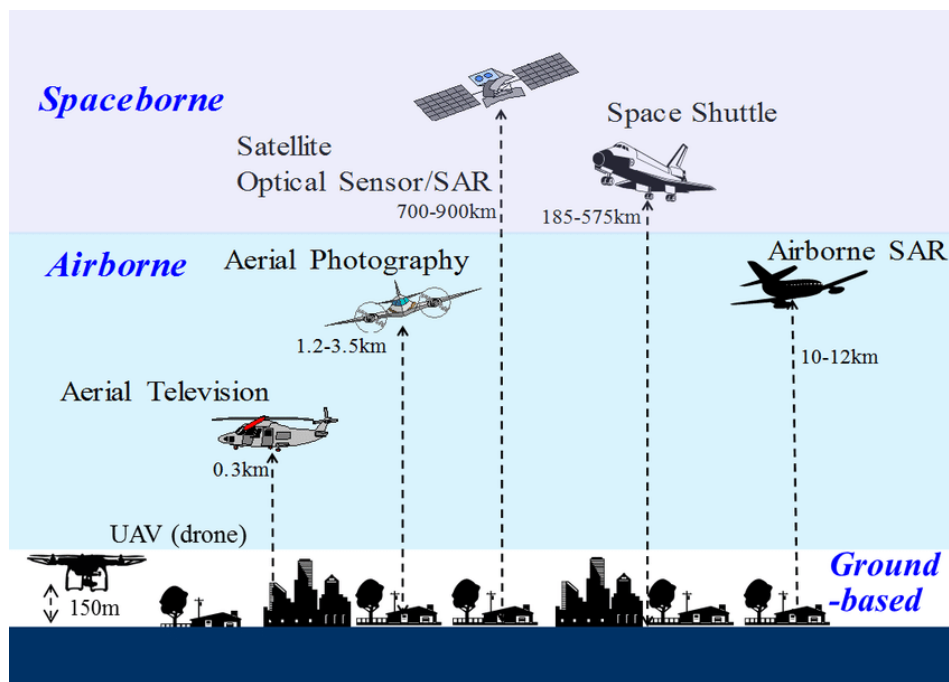 Spaceborne
Space Shuttle
Satellite
Optical Sensor/SAR
700-900km
185-575km
Airborne
Aerial Photography
Airborne SAR
1.2-3.5km
10-12km
Aerial Television
0.3km
UAV (drone)
150m
Ground
-based